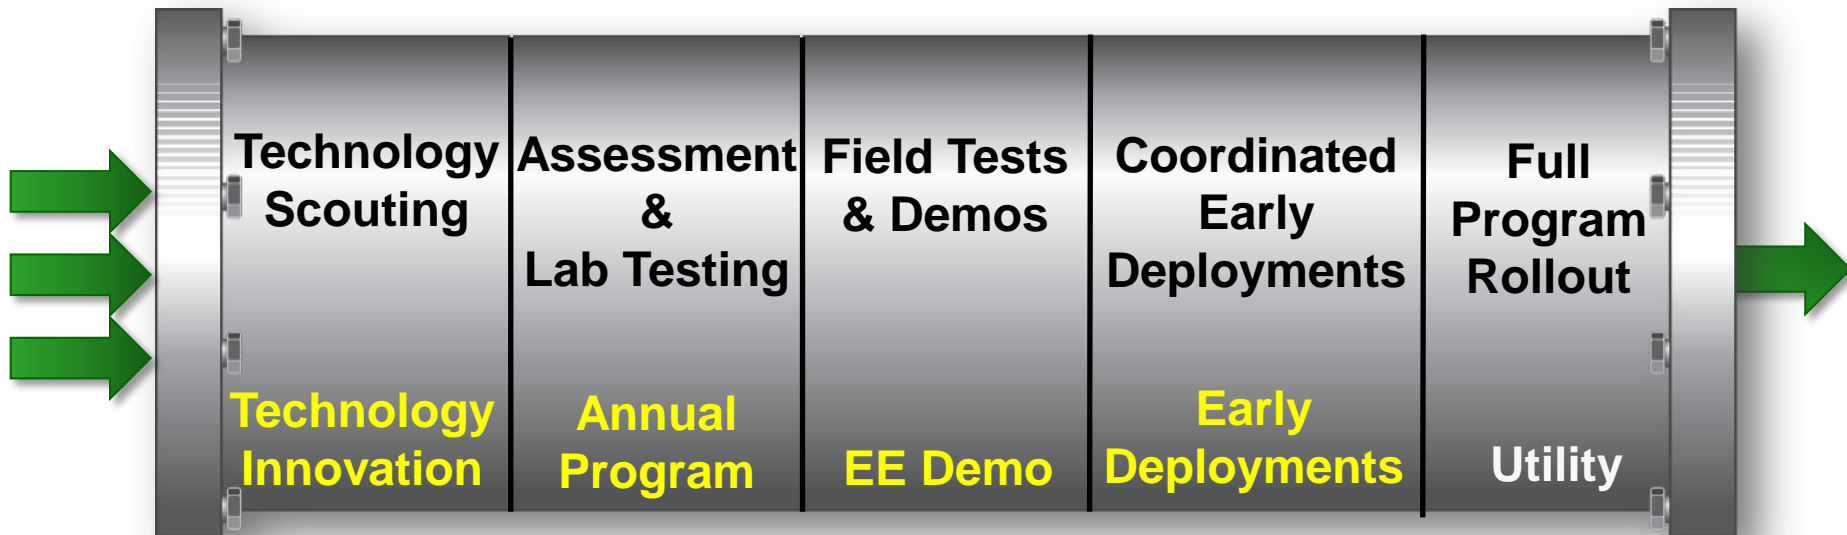 Technology
Scouting
Assessment
&
Lab Testing
Field Tests
& Demos
Coordinated
Early
Deployments
Full
Program
Rollout
Technology
Innovation
Annual
Program
EE Demo
Early
Deployments
Utility